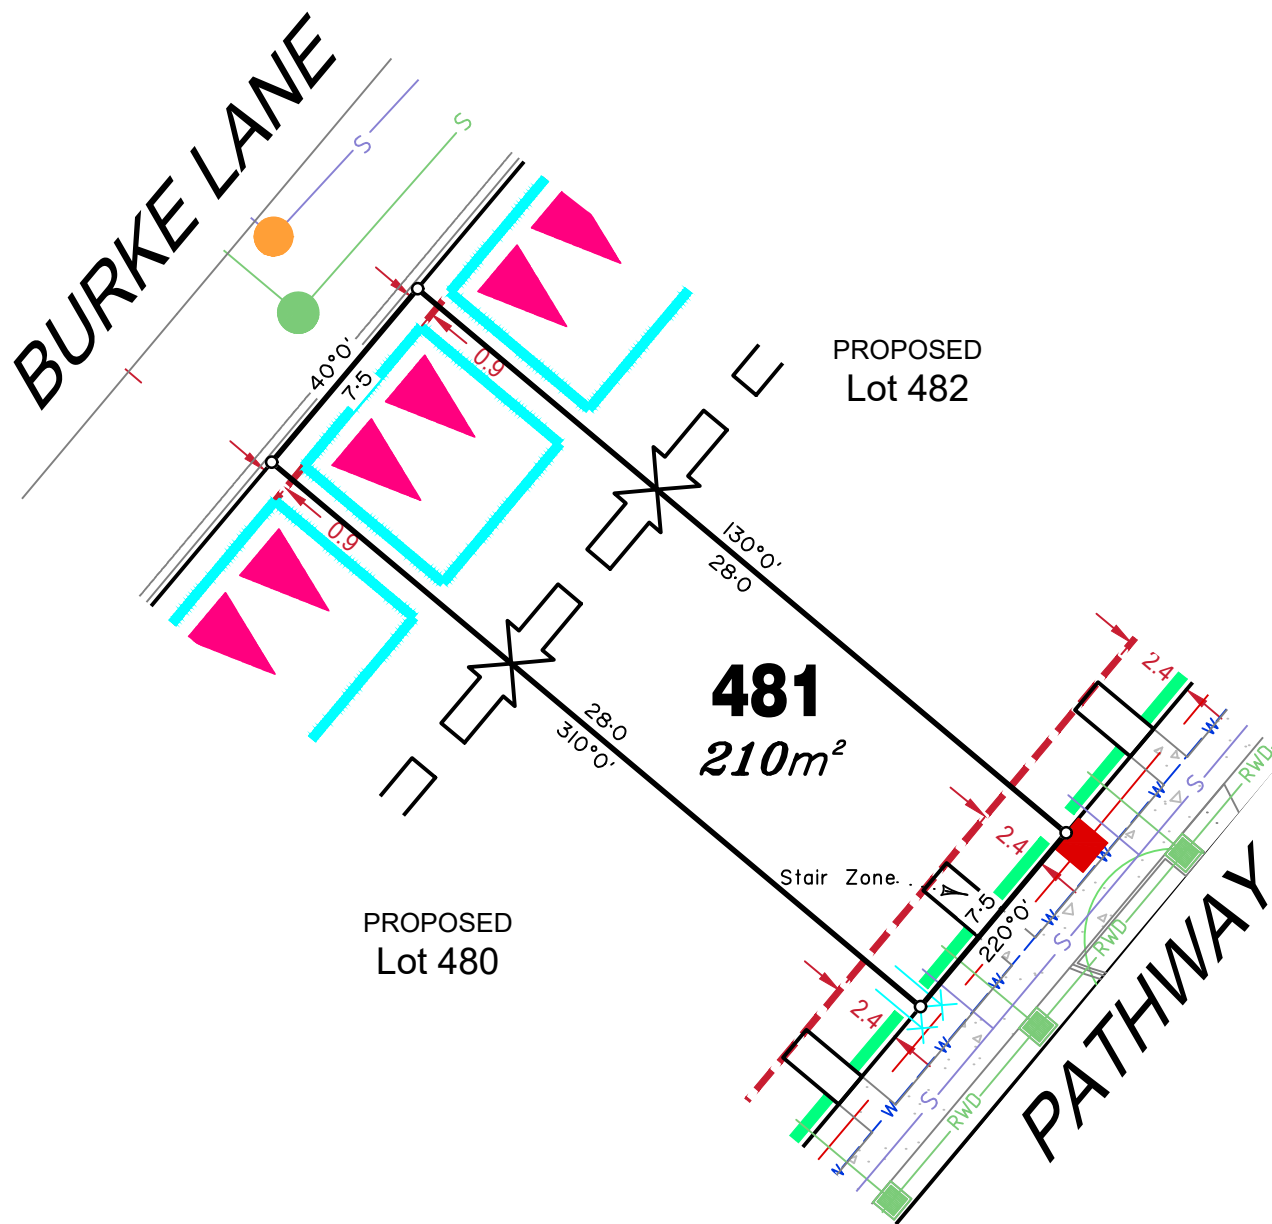 BURKE LANE
S
S
40°0'
7·5
0.9
0.9
PROPOSED
Lot 482
130°0'
28·0
481
210m²
28·0
310°0'
2.4
2.4
2.4
Stair Zone
7·5
220°0'
PROPOSED
Lot 480
W
W
W
W
W
W
W
W
S
S
S
RWD
RWD
RWD
PATHWAY